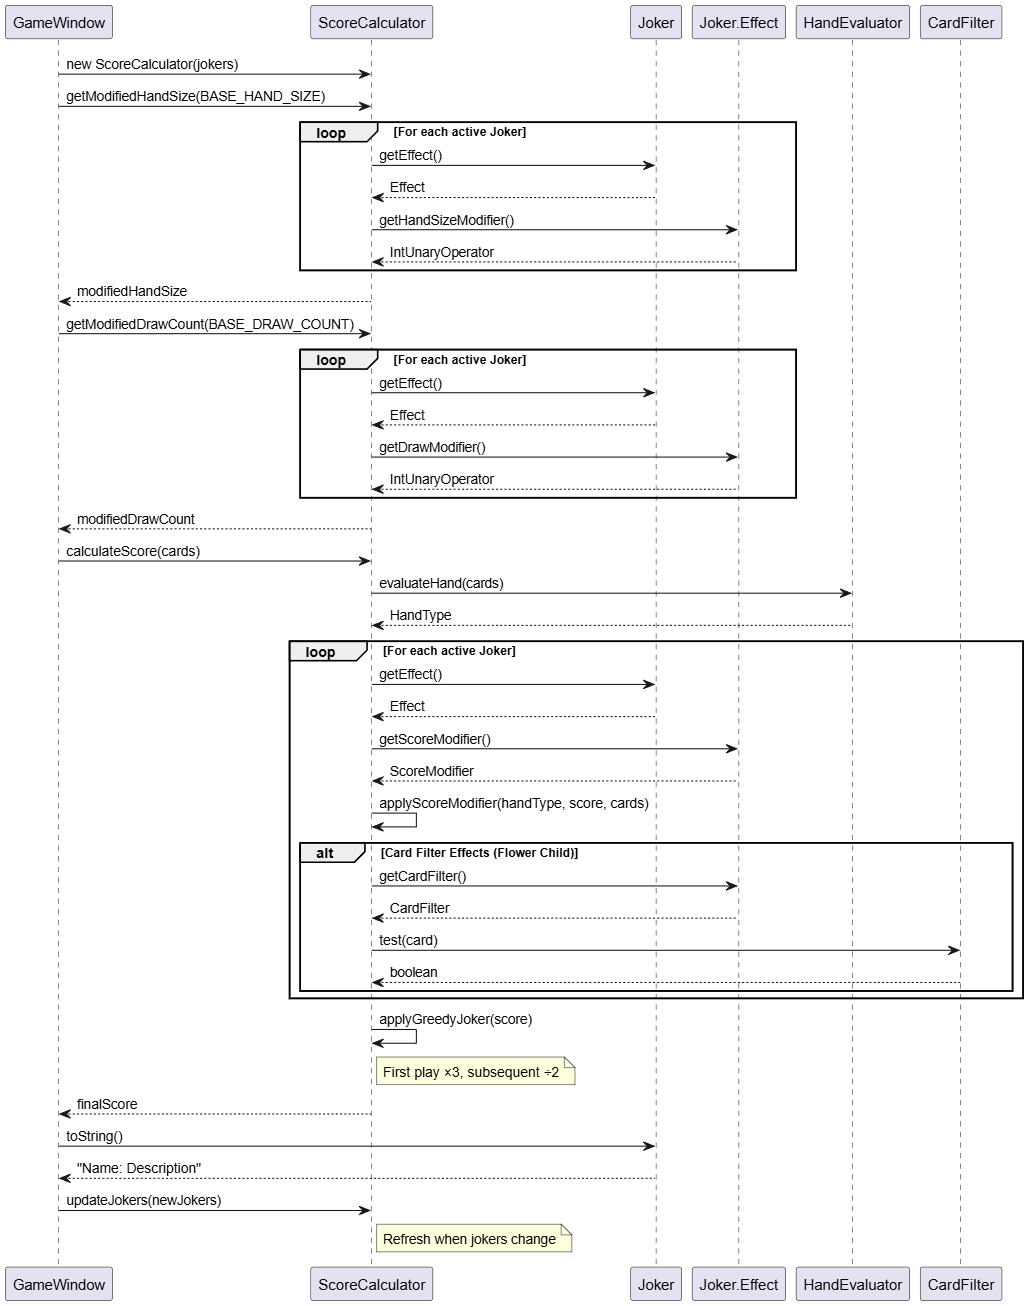 GameWindow
ScoreCalculator
Joker
Joker.Effect
HandEvaluator
CardFilter
new ScoreCalculator(jokers)
getModifiedHandSize(BASE_HAND_SIZE)
loop [For each active Joker]
getEffect()
Effect
getHandSizeModifier()
IntUnaryOperator
modifiedHandSize
getModifiedDrawCount(BASE_DRAW_COUNT)
loop [For each active Joker]
getEffect()
Effect
getDrawModifier()
IntUnaryOperator
modifiedDrawCount
calculateScore(cards)
evaluateHand(cards)
HandType
loop [For each active Joker]
getEffect()
Effect
getScoreModifier()
ScoreModifier
applyScoreModifier(handType, score, cards)
alt [Card Filter Effects (Flower Child)]
getCardFilter()
CardFilter
test(card)
boolean
applyGreedyJoker(score)
First play ×3, subsequent ÷2
finalScore
toString()
"Name: Description"
updateJokers(newJokers)
Refresh when jokers change
GameWindow
ScoreCalculator
Joker
Joker.Effect
HandEvaluator
CardFilter